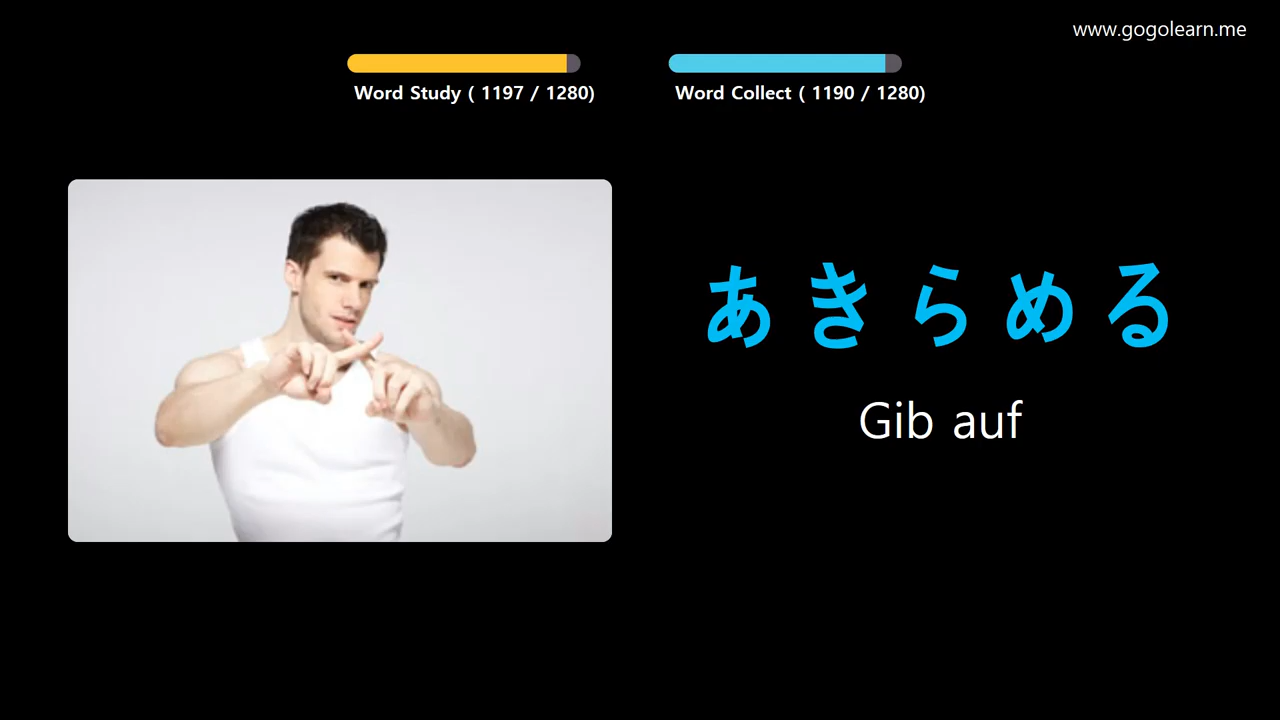 www.gogolearn.me
Word Study ( 1197 / 1280)
Word Collect ( 1190 / 1280)
あきらめる
Gib auf